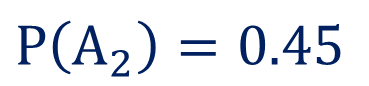 P(A₂) = 0.45